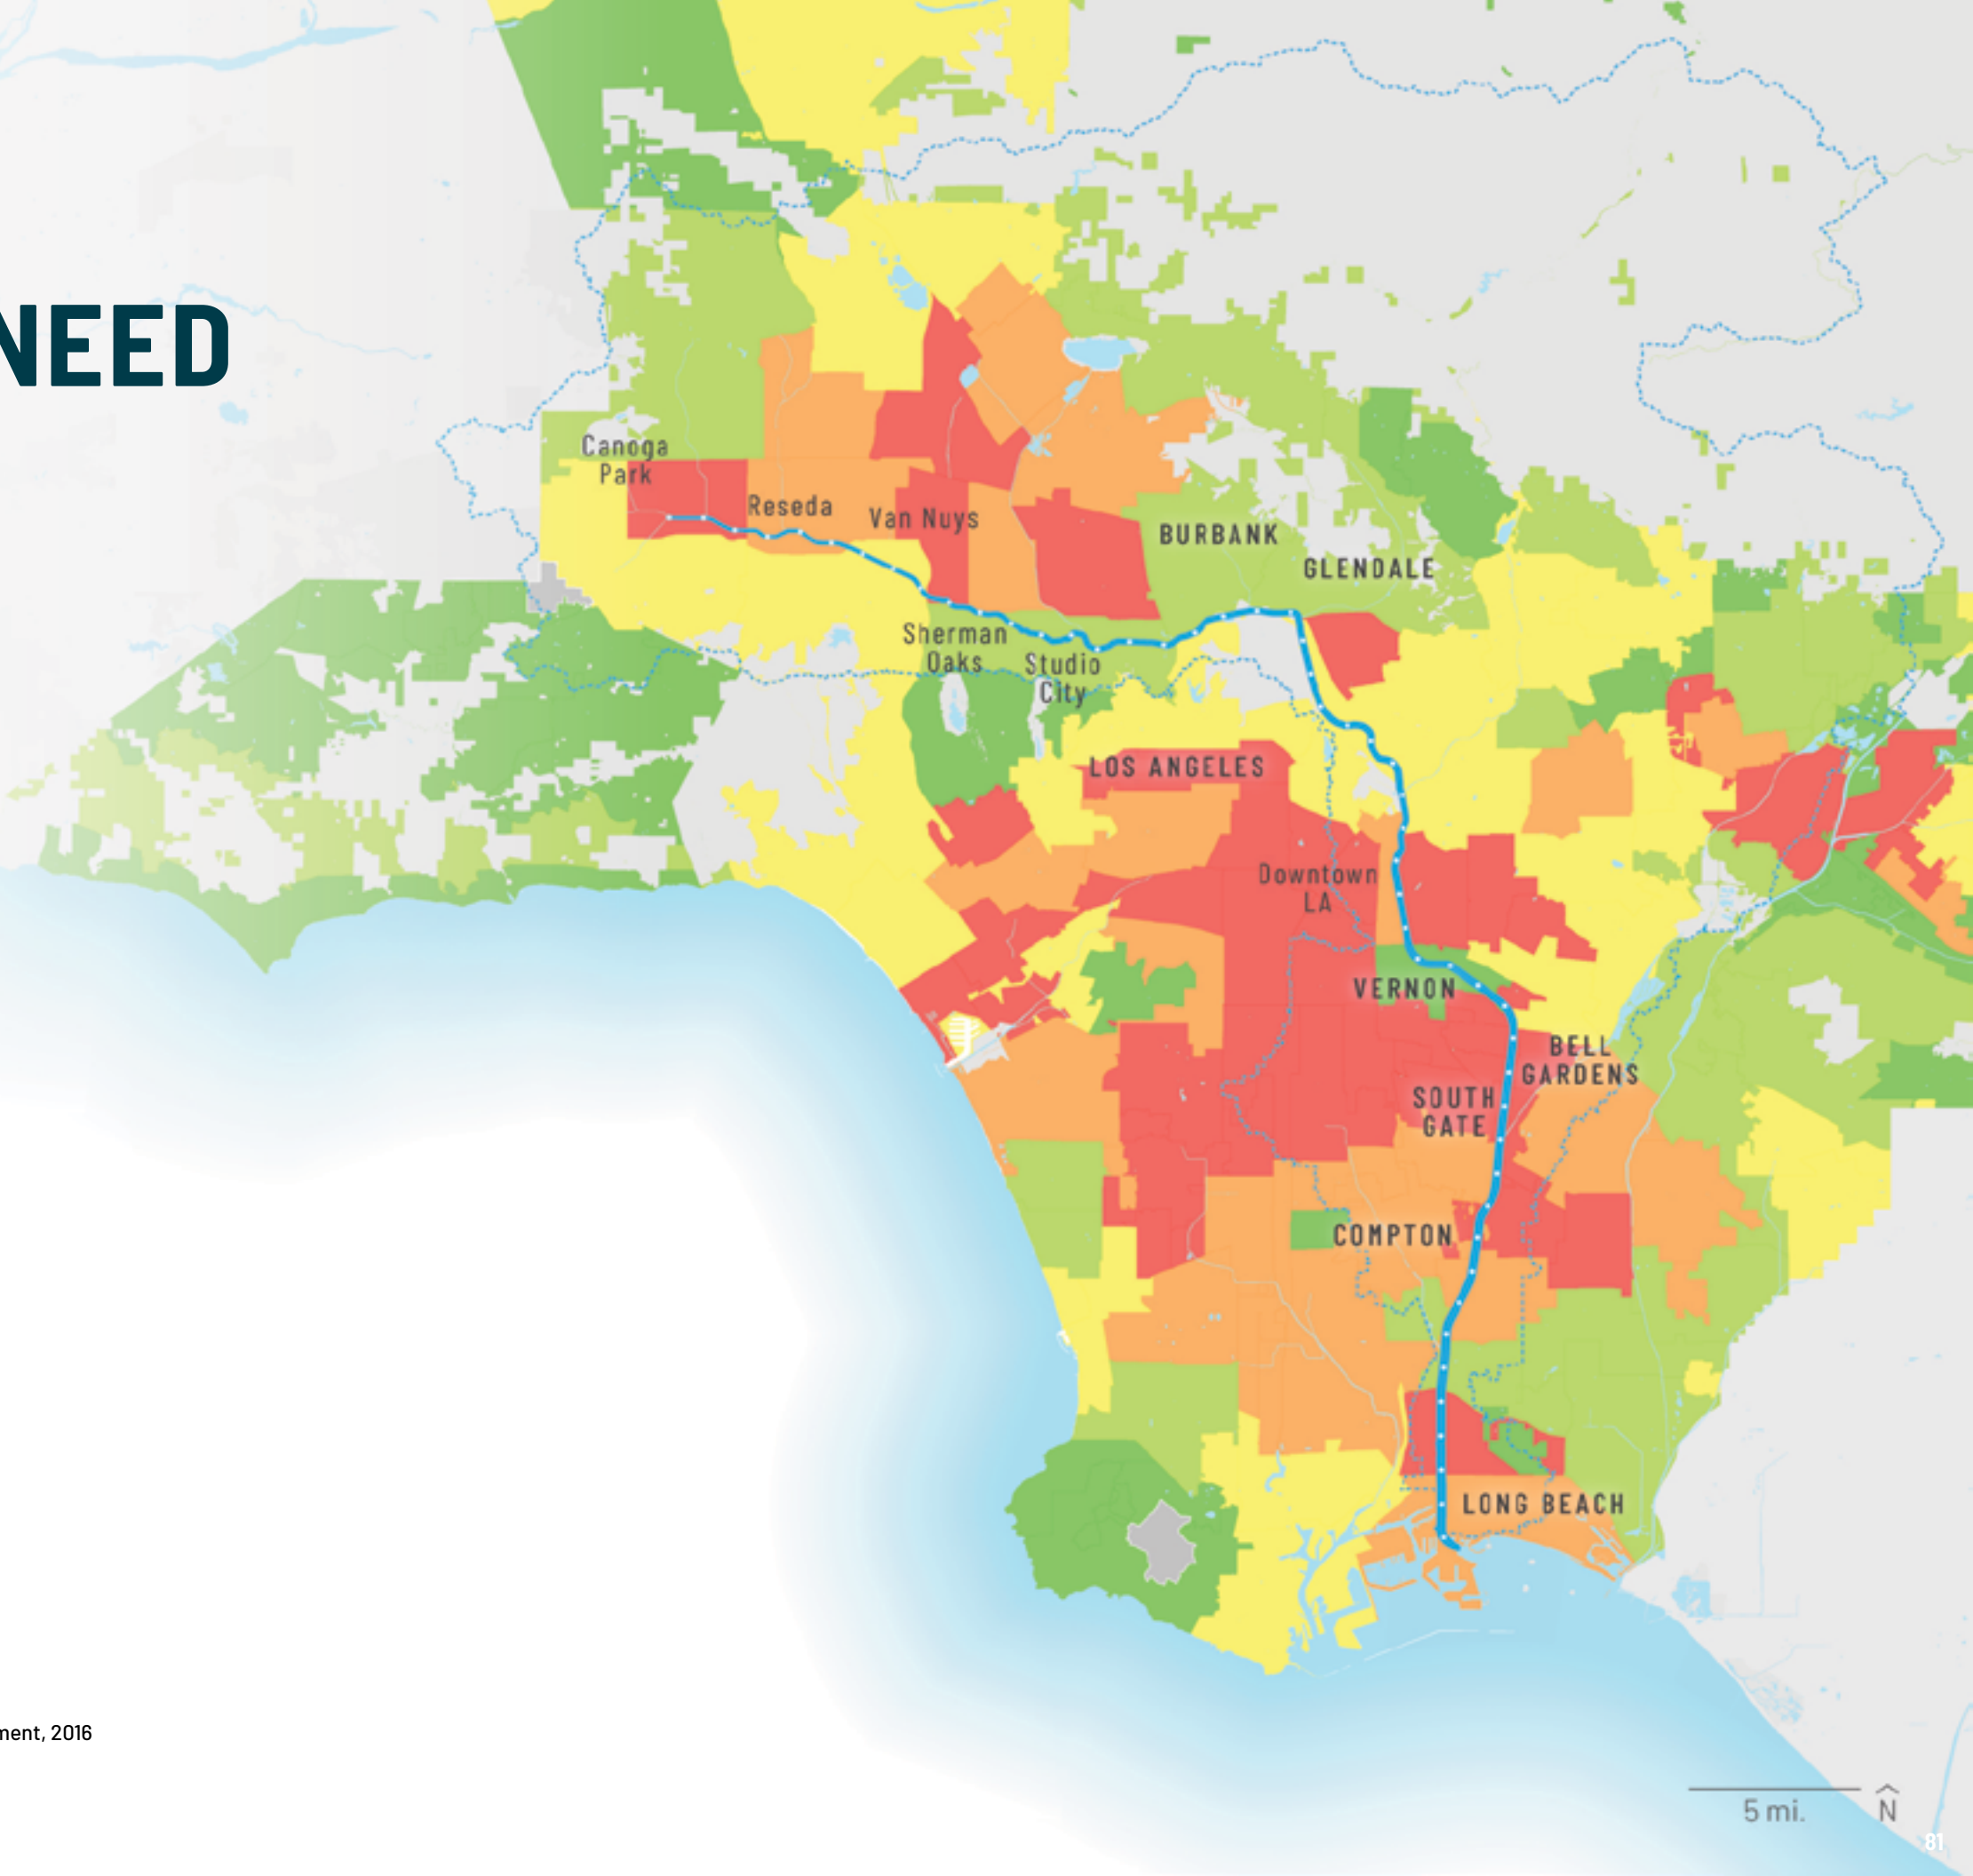 NEED
Canoga
Park
Reseda
Van Nuys
BURBANK
GLENDALE
Sherman
Oaks
Studio
City
LOS ANGELES
Downtown
LA
VERNON
BELL
GARDENS
SOUTH
GATE
COMPTON
LONG BEACH
ment, 2016
5 mi.
N
81